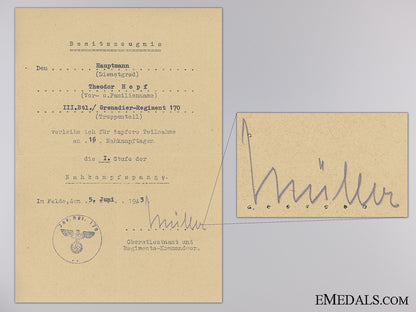 Besitzzeugnis
Dem Hauptmann
(Dienstgrad)
Theodor Hepf
(Vor- u. Familienname)
III.Btl./ Grenadier-Regiment 170
(Truppenteil)
verleihe ich für tapfere Teilnahme
an 16 Nahkampftagen
die I. Stufe der
Nahkampfspange.
Im Felde, den 5. Juni 1943
Müller
Oberstleutnant und
Regiments-Kommandeur.
Müller
EMEDALS.COM